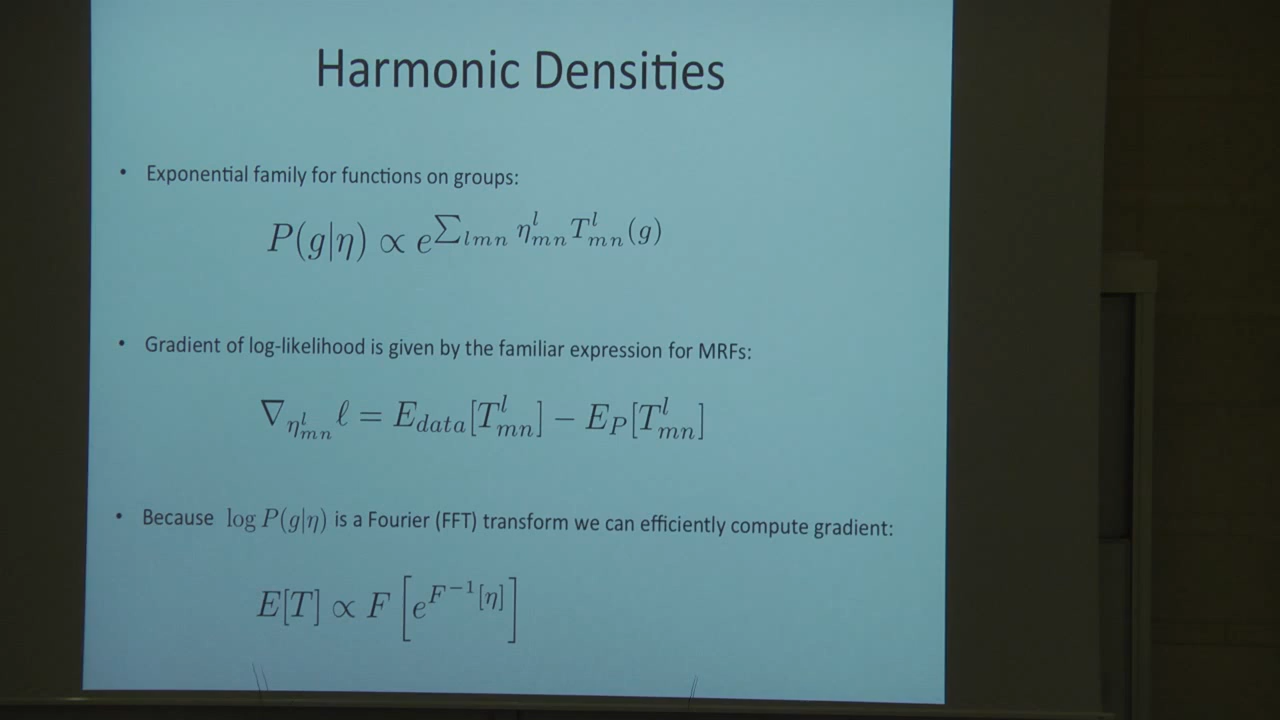 Harmonic Densities
• Exponential family for functions on groups:
P(g|η) ∝ e^{∑_{lmn} η^l_{mn} T^l_{mn}(g)}
• Gradient of log-likelihood is given by the familiar expression for MRFs:
∇_{η^l_{mn}} ℓ = E_{data}[T^l_{mn}] − E_P[T^l_{mn}]
• Because log P(g|η) is a Fourier (FFT) transform we can efficiently compute gradient:
E[T] ∝ F [e^{F^{−1}[η]}]